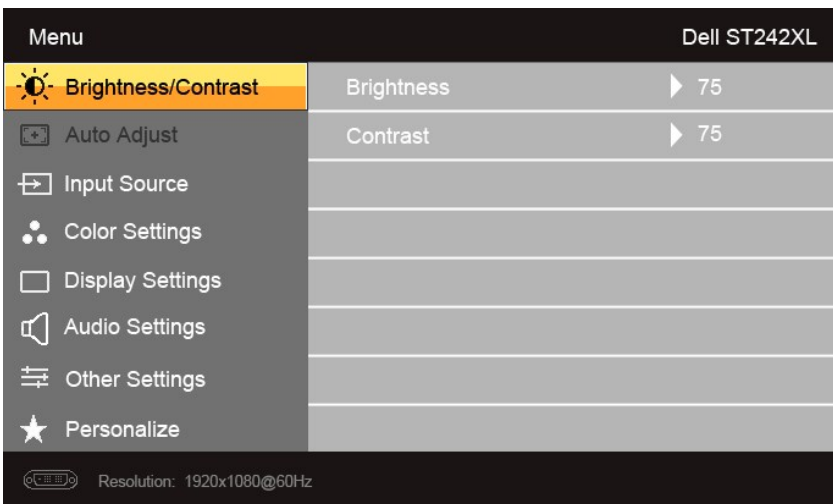 Menu Dell ST242XL
Brightness/Contrast Brightness 75
Auto Adjust Contrast 75
Input Source
Color Settings
Display Settings
Audio Settings
Other Settings
Personalize
Resolution: 1920x1080@60Hz